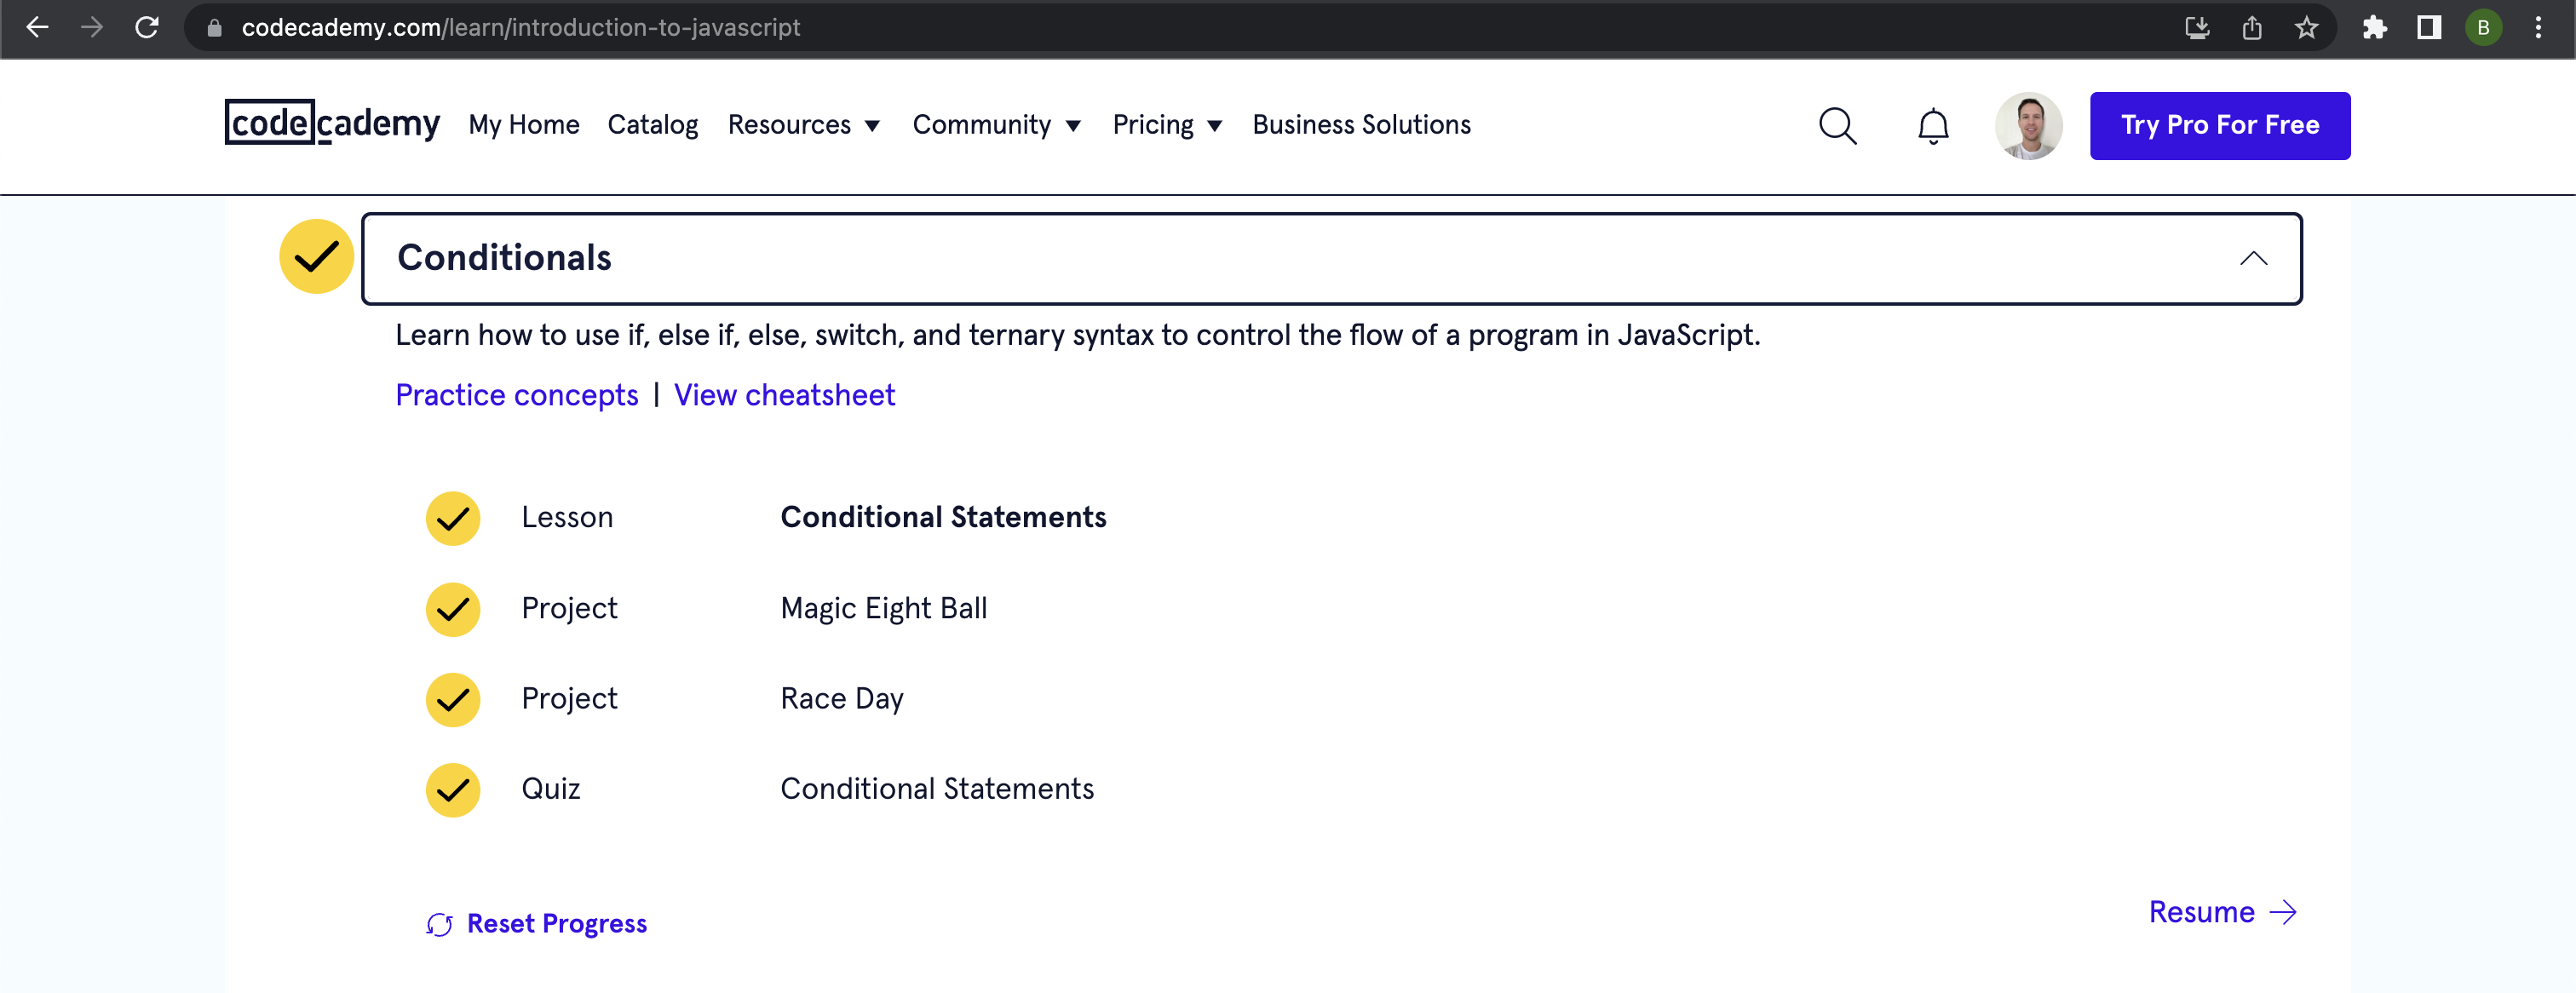 codecademy.com/learn/introduction-to-javascript B
codecademy My Home Catalog Resources Community Pricing Business Solutions Try Pro For Free
Conditionals
Learn how to use if, else if, else, switch, and ternary syntax to control the flow of a program in JavaScript.
Practice concepts | View cheatsheet
Lesson Conditional Statements
Project Magic Eight Ball
Project Race Day
Quiz Conditional Statements
Reset Progress
Resume